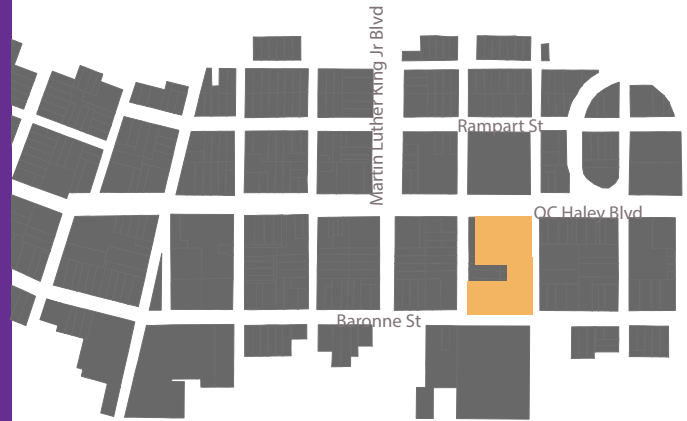 Martin Luther King Jr Blvd
Rampart St
OC Haley Blvd
Baronne St